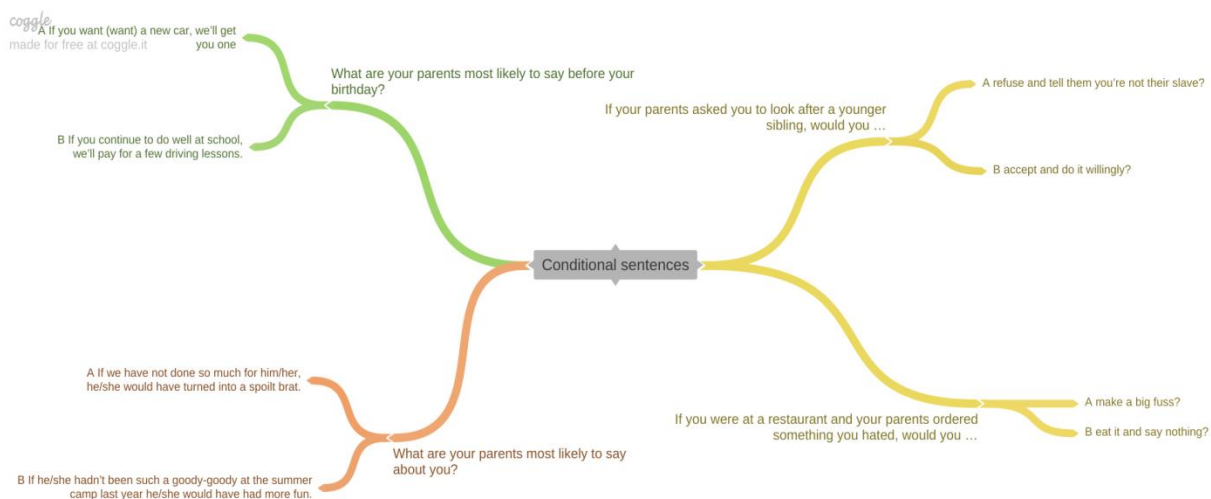 coggle
made for free at coggle.it
A If you want (want) a new car, we'll get
you one
What are your parents most likely to say before your
birthday?
B If you continue to do well at school,
we'll pay for a few driving lessons.
If your parents asked you to look after a younger
sibling, would you …
A refuse and tell them you're not their slave?
B accept and do it willingly?
Conditional sentences
A If we have not done so much for him/her,
he/she would have turned into a spoilt brat.
What are your parents most likely to say
about you?
B If he/she hadn't been such a goody-goody at the summer
camp last year he/she would have had more fun.
If you were at a restaurant and your parents ordered
something you hated, would you …
A make a big fuss?
B eat it and say nothing?